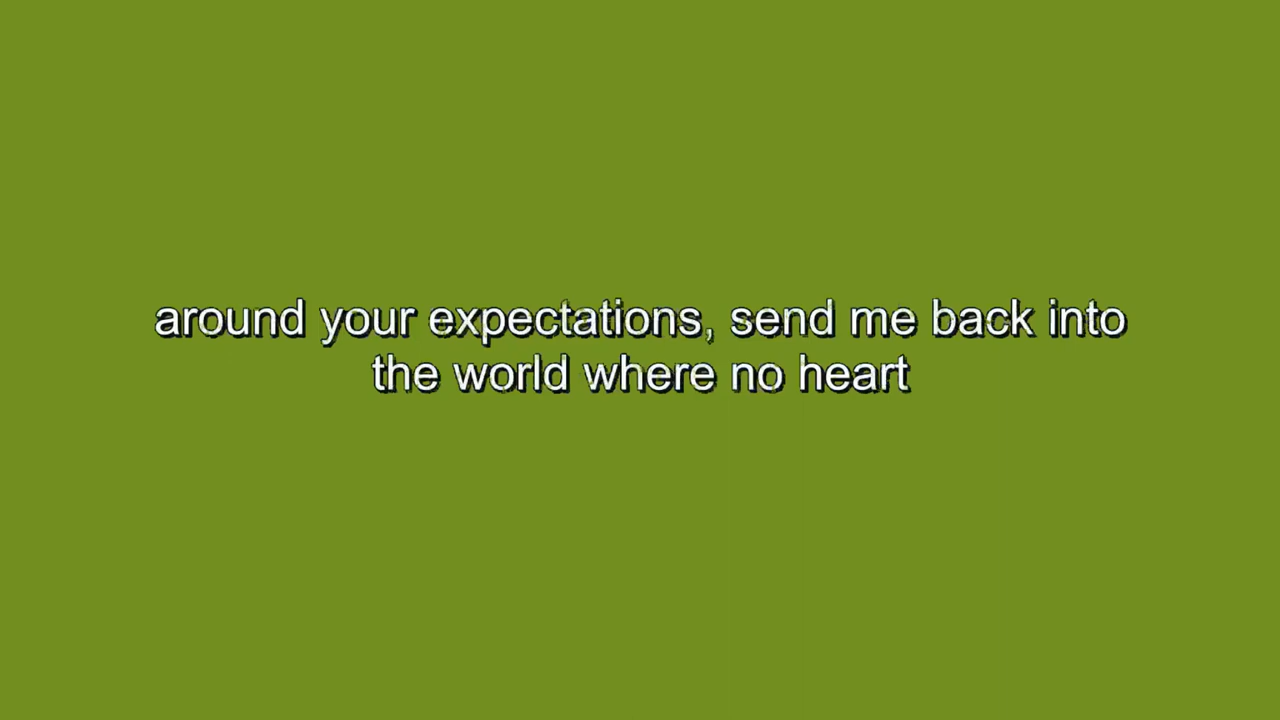 around your expectations, send me back into
the world where no heart